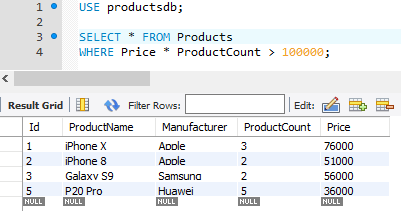 1 USE productsdb;
2
3 SELECT * FROM Products
4 WHERE Price * ProductCount > 100000;
Result Grid Filter Rows: Edit:
Id ProductName Manufacturer ProductCount Price
1 iPhone X Apple 3 76000
2 iPhone 8 Apple 2 51000
3 Galaxy S9 Samsung 2 56000
5 P20 Pro Huawei 5 36000
NULL NULL NULL NULL NULL